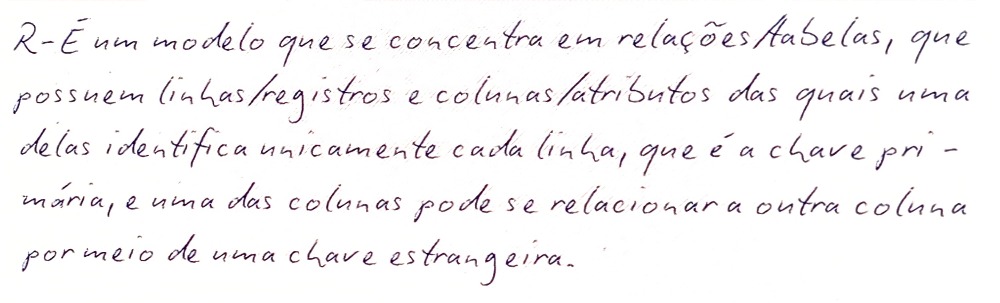 R- É um modelo que se concentra em relações/tabelas, que
possuem linhas/registros e colunas/atributos das quais uma
delas identifica unicamente cada linha, que é a chave pri-
mária, e uma das colunas pode se relacionar a outra coluna
por meio de uma chave estrangeira.